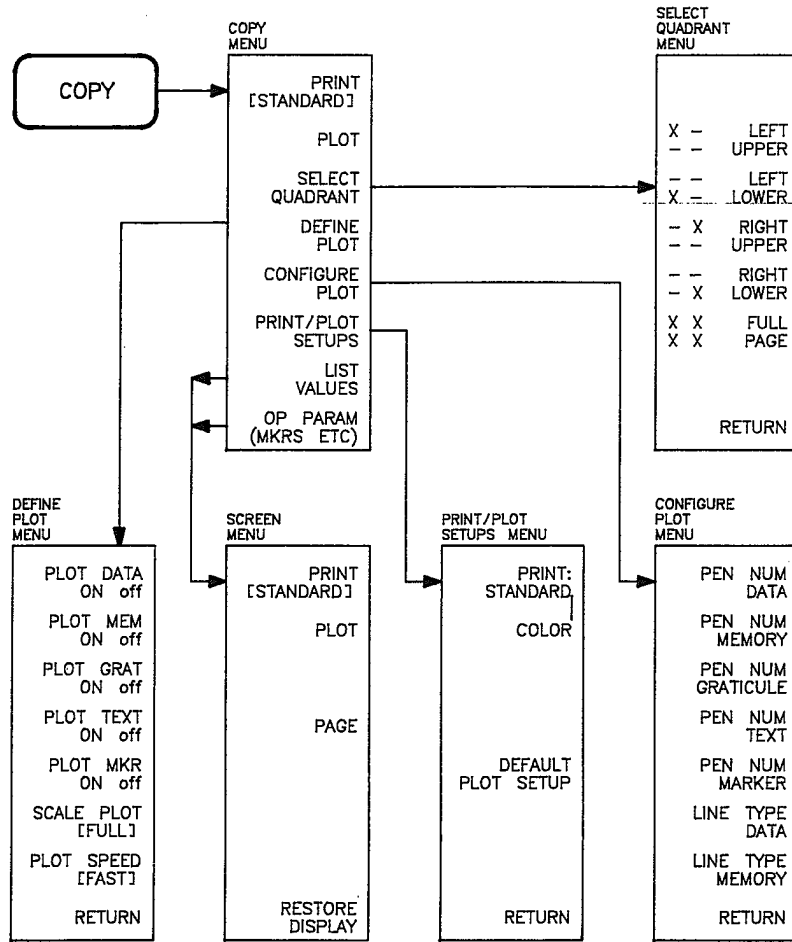 COPY
COPY
MENU
PRINT
[STANDARD]
PLOT
SELECT
QUADRANT
DEFINE
PLOT
CONFIGURE
PLOT
PRINT/PLOT
SETUPS
LIST
VALUES
OP PARAM
(MKRS ETC)
SELECT
QUADRANT
MENU
X - LEFT
- - UPPER
- - LEFT
X - LOWER
- X RIGHT
- - UPPER
- - RIGHT
- X LOWER
X X FULL
X X PAGE
RETURN
DEFINE
PLOT
MENU
PLOT DATA
ON off
PLOT MEM
ON off
PLOT GRAT
ON off
PLOT TEXT
ON off
PLOT MKR
ON off
SCALE PLOT
[FULL]
PLOT SPEED
[FAST]
RETURN
SCREEN
MENU
PRINT
[STANDARD]
PLOT
PAGE
RESTORE
DISPLAY
PRINT/PLOT
SETUPS MENU
PRINT:
STANDARD
COLOR
DEFAULT
PLOT SETUP
RETURN
CONFIGURE
PLOT
MENU
PEN NUM
DATA
PEN NUM
MEMORY
PEN NUM
GRATICULE
PEN NUM
TEXT
PEN NUM
MARKER
LINE TYPE
DATA
LINE TYPE
MEMORY
RETURN